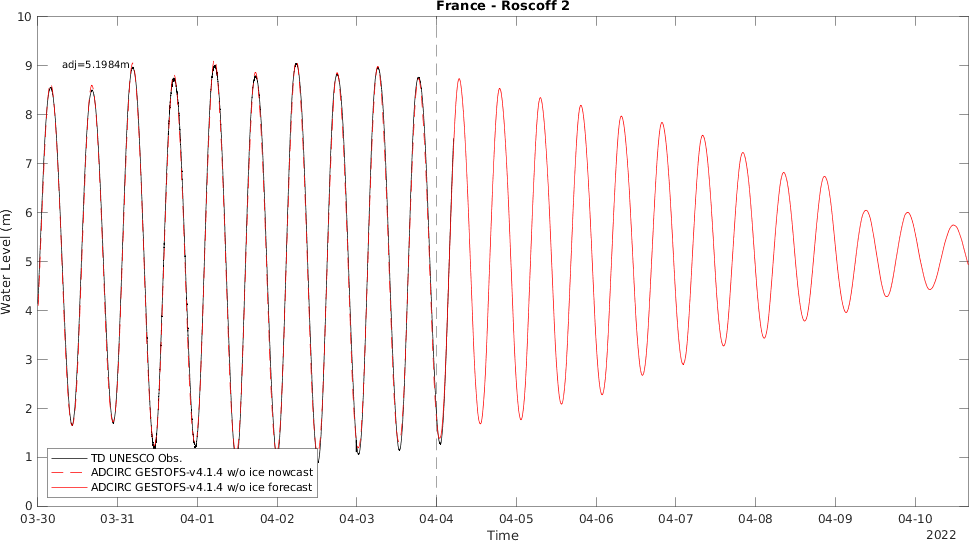 France - Roscoff 2
10
9
8
7
6
5
4
3
2
1
0
Water Level (m)
adj=5.1984m
TD UNESCO Obs.
ADCIRC GESTOFS-v4.1.4 w/o ice nowcast
ADCIRC GESTOFS-v4.1.4 w/o ice forecast
03-30 03-31 04-01 04-02 04-03 04-04 04-05 04-06 04-07 04-08 04-09 04-10
Time
2022